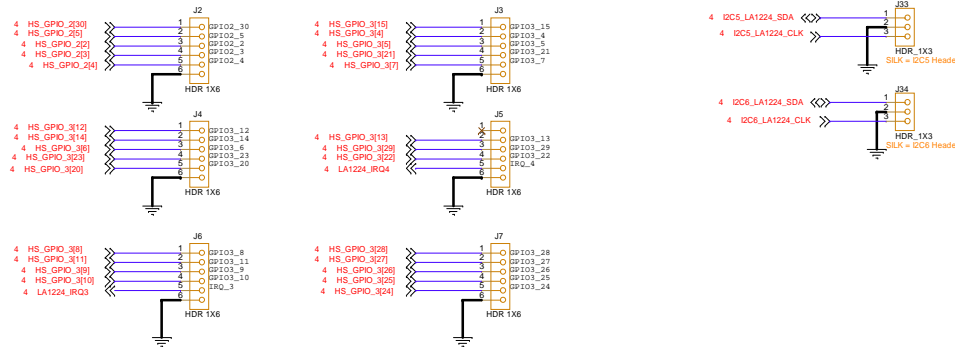 J2
4 HS_GPIO_2[30] 1 GPIO2_30
4 HS_GPIO_2[5] 2 GPIO2_5
4 HS_GPIO_2[2] 3 GPIO2_2
4 HS_GPIO_2[3] 4 GPIO2_3
4 HS_GPIO_2[4] 5 GPIO2_4
6
HDR 1X6
J3
4 HS_GPIO_3[15] 1 GPIO3_15
4 HS_GPIO_3[4] 2 GPIO3_4
4 HS_GPIO_3[5] 3 GPIO3_5
4 HS_GPIO_3[21] 4 GPIO3_21
4 HS_GPIO_3[7] 5 GPIO3_7
6
HDR 1X6
J33
4 I2C5_LA1224_SDA 1
2
4 I2C5_LA1224_CLK 3
HDR_1X3
SILK = I2C5 Heade
J34
4 I2C6_LA1224_SDA 1
2
4 I2C6_LA1224_CLK 3
HDR_1X3
SILK = I2C6 Heade
J4
4 HS_GPIO_3[12] 1 GPIO3_12
4 HS_GPIO_3[14] 2 GPIO3_14
4 HS_GPIO_3[6] 3 GPIO3_6
4 HS_GPIO_3[23] 4 GPIO3_23
4 HS_GPIO_3[20] 5 GPIO3_20
6
HDR 1X6
J5
1
4 HS_GPIO_3[13] 2 GPIO3_13
4 HS_GPIO_3[29] 3 GPIO3_29
4 HS_GPIO_3[22] 4 GPIO3_22
4 LA1224_IRQ4 5 IRQ_4
6
HDR 1X6
J6
4 HS_GPIO_3[8] 1 GPIO3_8
4 HS_GPIO_3[11] 2 GPIO3_11
4 HS_GPIO_3[9] 3 GPIO3_9
4 HS_GPIO_3[10] 4 GPIO3_10
4 LA1224_IRQ3 5 IRQ_3
6
HDR 1X6
J7
4 HS_GPIO_3[28] 1 GPIO3_28
4 HS_GPIO_3[27] 2 GPIO3_27
4 HS_GPIO_3[26] 3 GPIO3_26
4 HS_GPIO_3[25] 4 GPIO3_25
4 HS_GPIO_3[24] 5 GPIO3_24
6
HDR 1X6